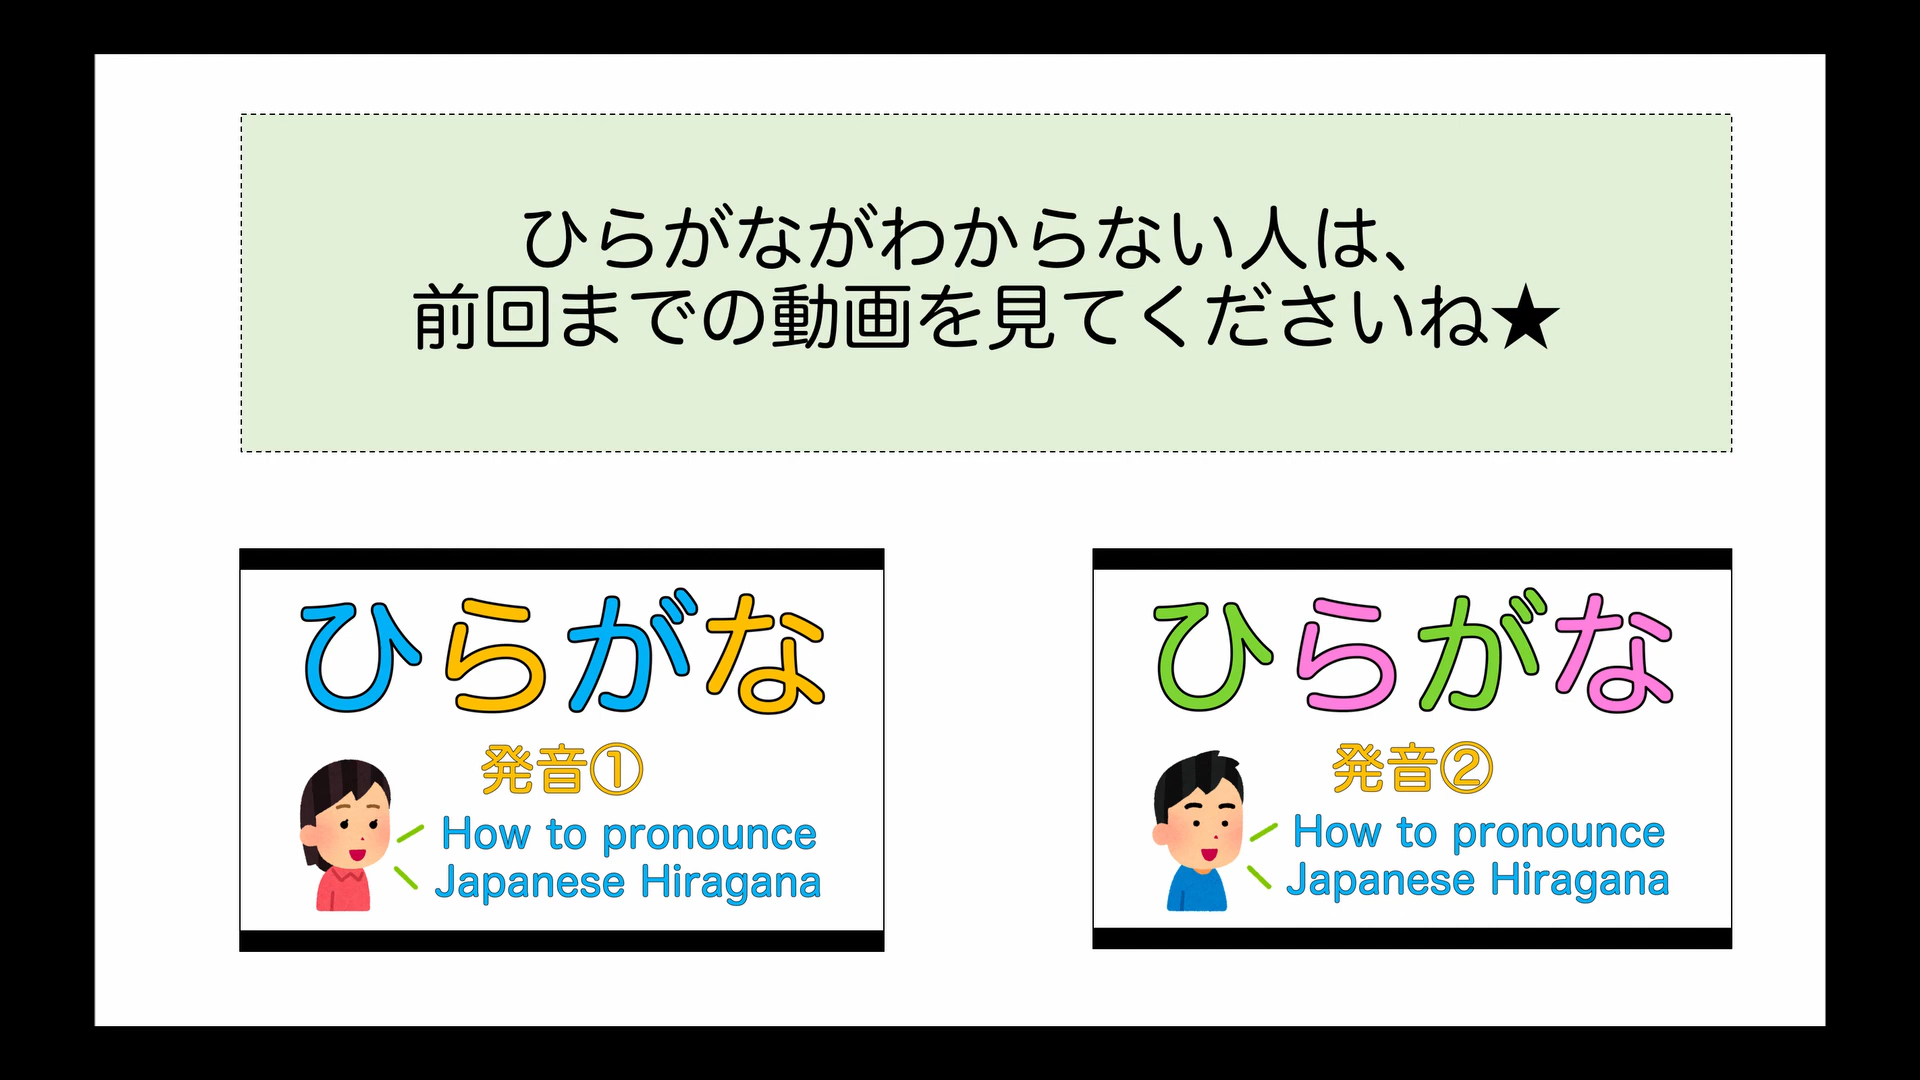 ひらがながわからない人は、
前回までの動画を見てくださいね★
ひらがな
発音①
How to pronounce
Japanese Hiragana
ひらがな
発音②
How to pronounce
Japanese Hiragana